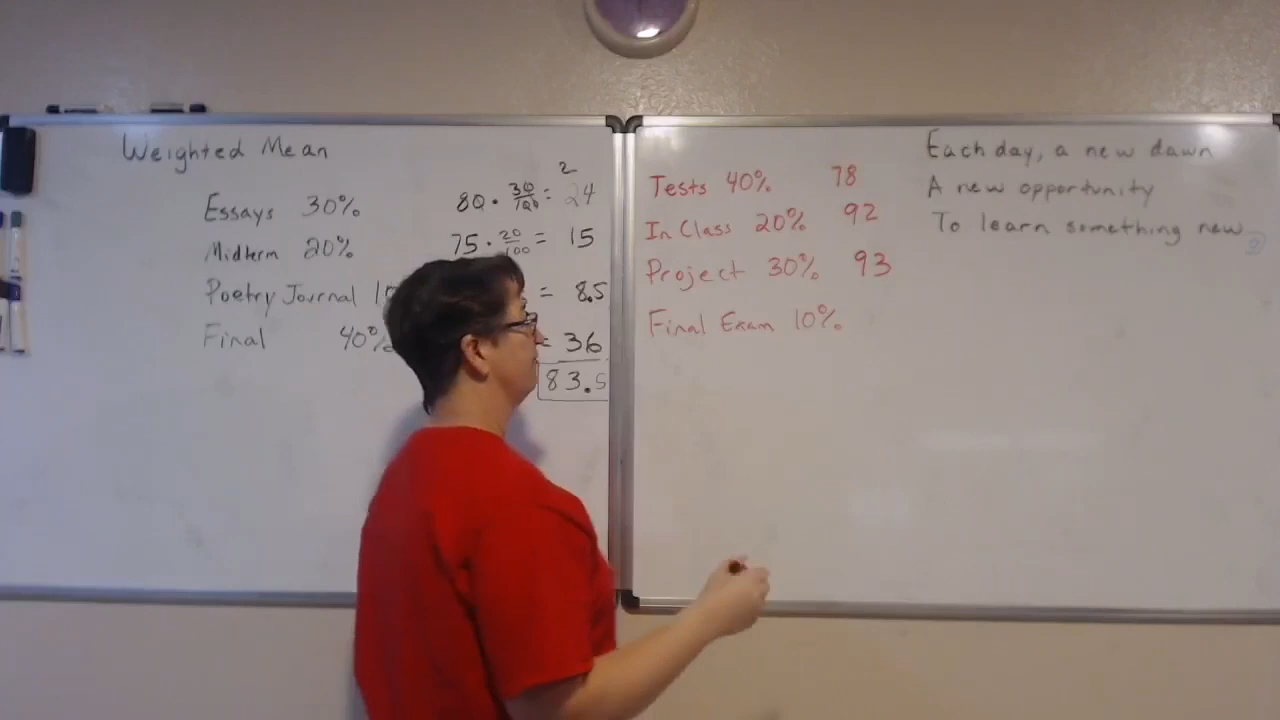 Weighted Mean
Essays 30% 80 · 30/100 = 24
2
Midterm 20% 75 · 20/100 = 15
Poetry Journal = 8.5
Final 40% = 36
83.5
Tests 40% 78
In Class 20% 92
Project 30% 93
Final Exam 10%
Each day, a new dawn
A new opportunity
To learn something new